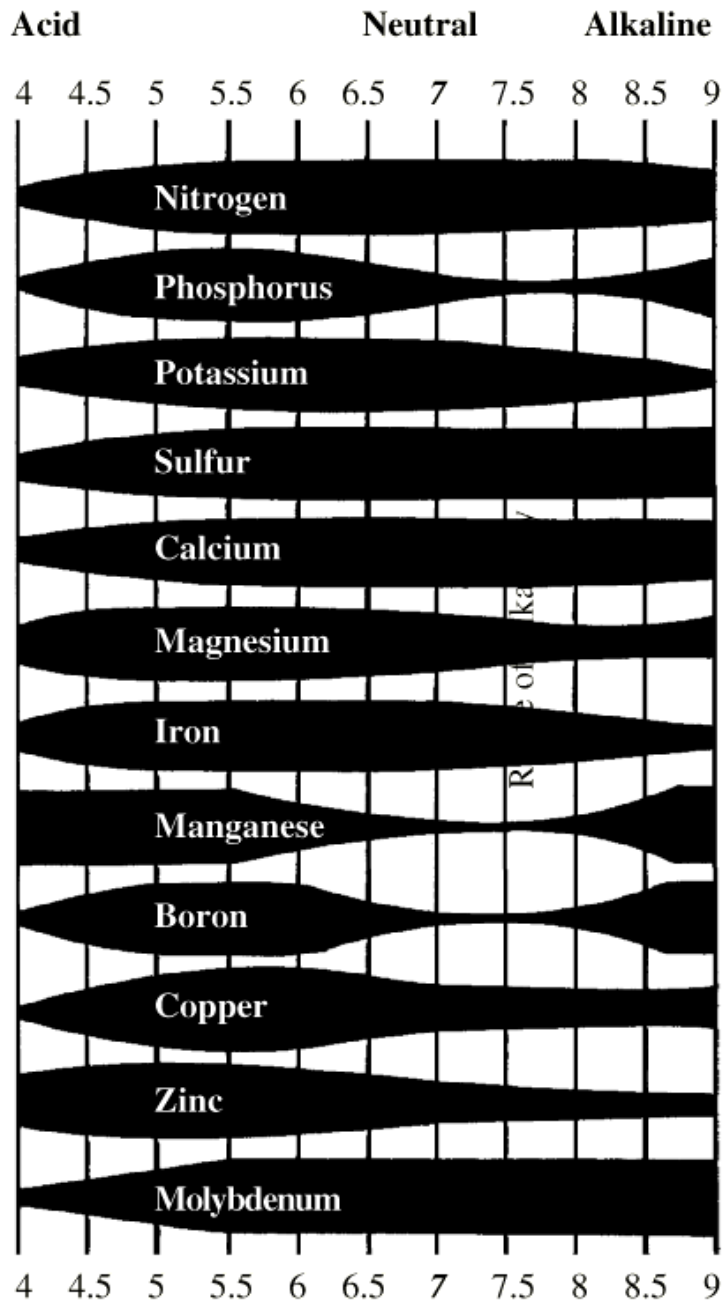 Acid Neutral Alkaline
4 4.5 5 5.5 6 6.5 7 7.5 8 8.5 9
Nitrogen
Phosphorus
Potassium
Sulfur
Calcium
Magnesium
Iron
Manganese
Boron
Copper
Zinc
Molybdenum
4 4.5 5 5.5 6 6.5 7 7.5 8 8.5 9